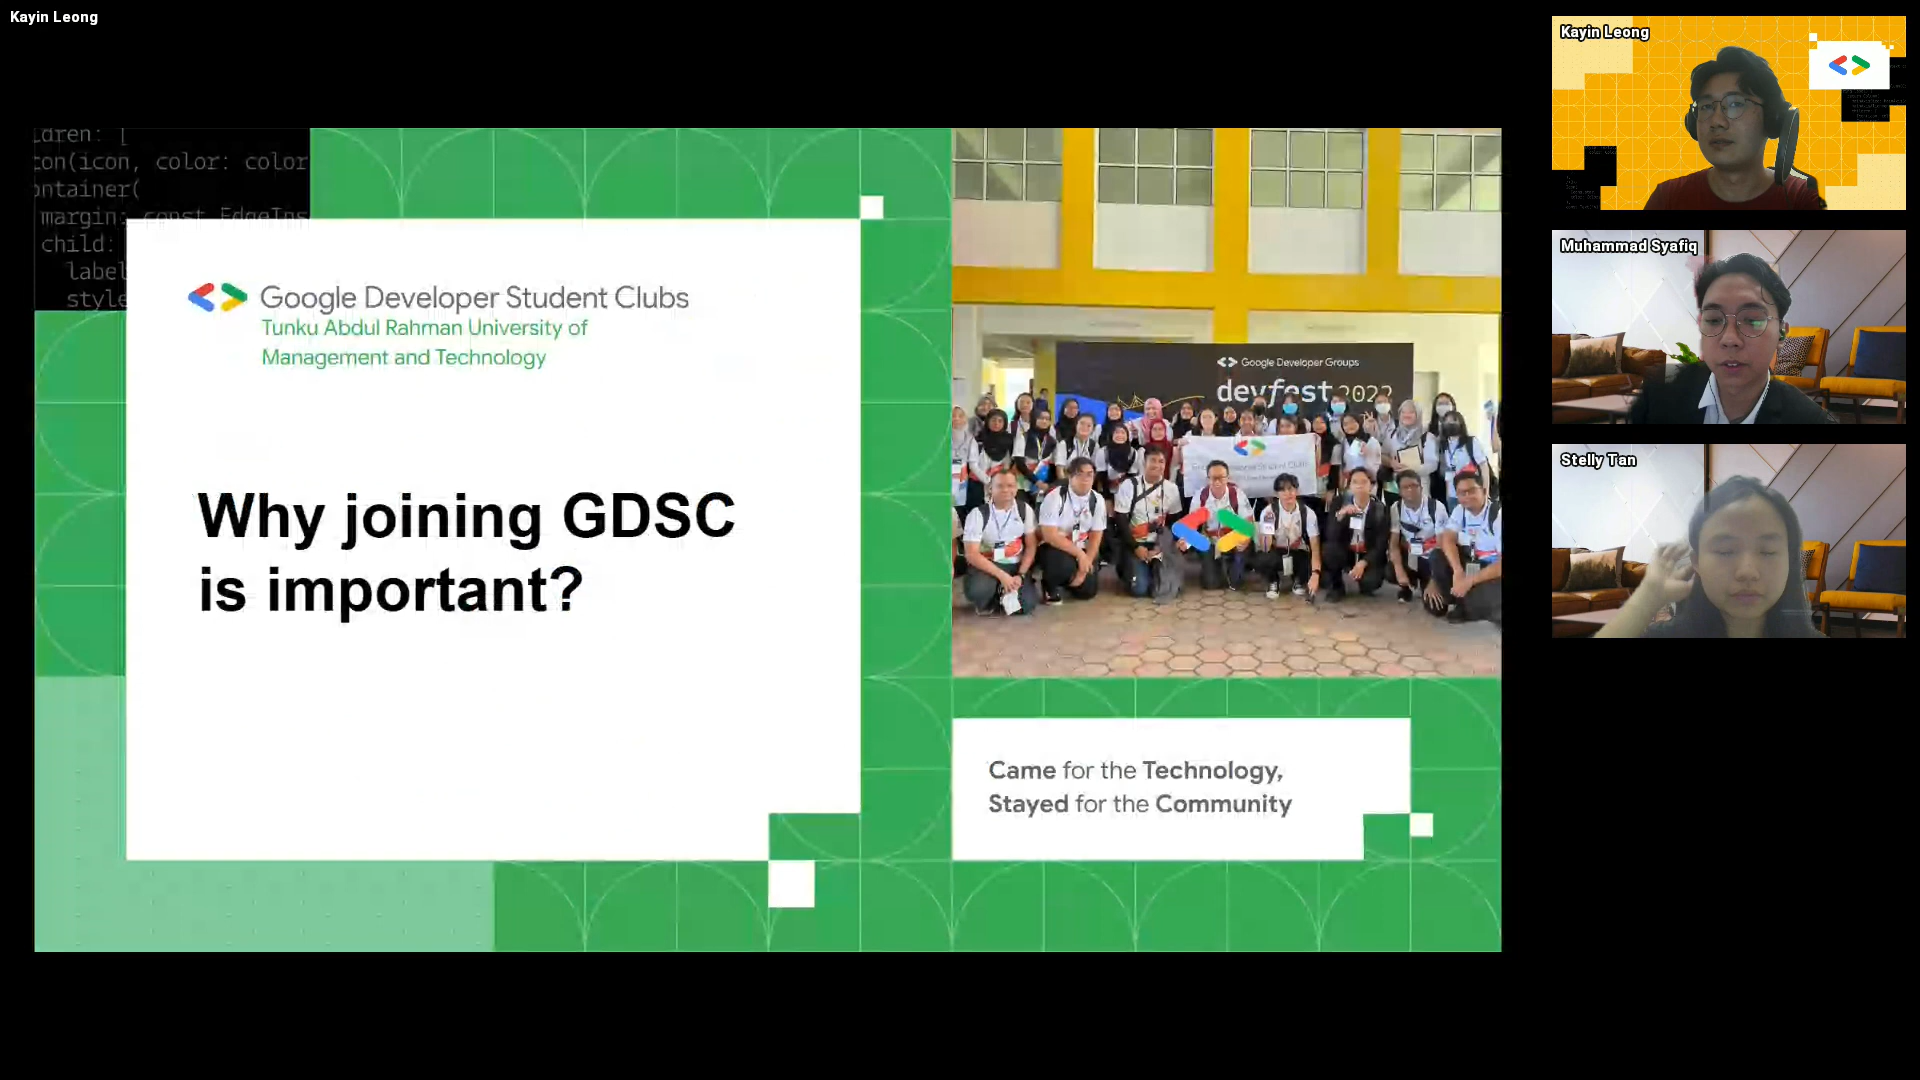 Kayin Leong
ldren: [
con(icon, color: color
ontainer(
margin: const EdgeIns
child:
label
style
Google Developer Student Clubs
Tunku Abdul Rahman University of
Management and Technology
Why joining GDSC
is important?
Google Developer Groups
devfest 2022
Came for the Technology,
Stayed for the Community
Kayin Leong
Muhammad Syafiq
Stelly Tan